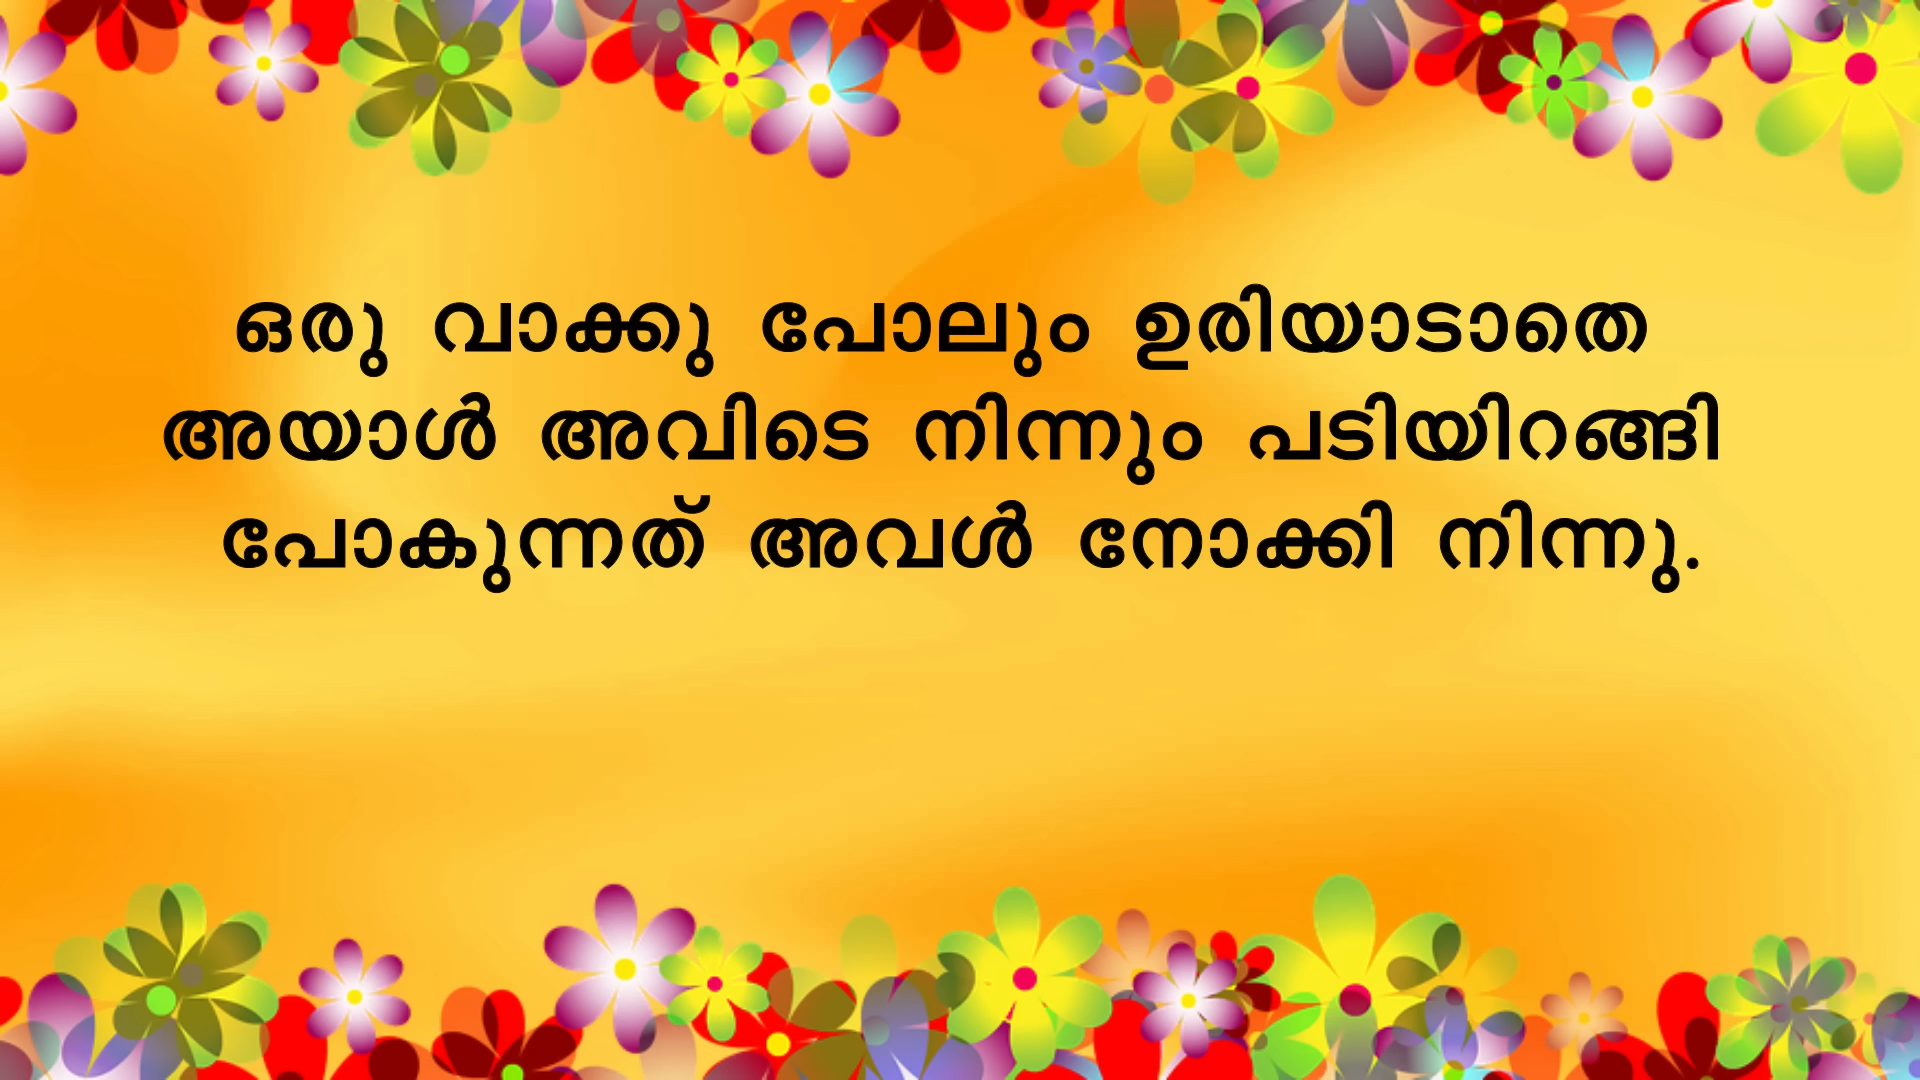 ഒരു വാക്കു പോലും ഉരിയാടാതെ
അയാൾ അവിടെ നിന്നും പടിയിറങ്ങി
പോകുന്നത് അവൾ നോക്കി നിന്നു.